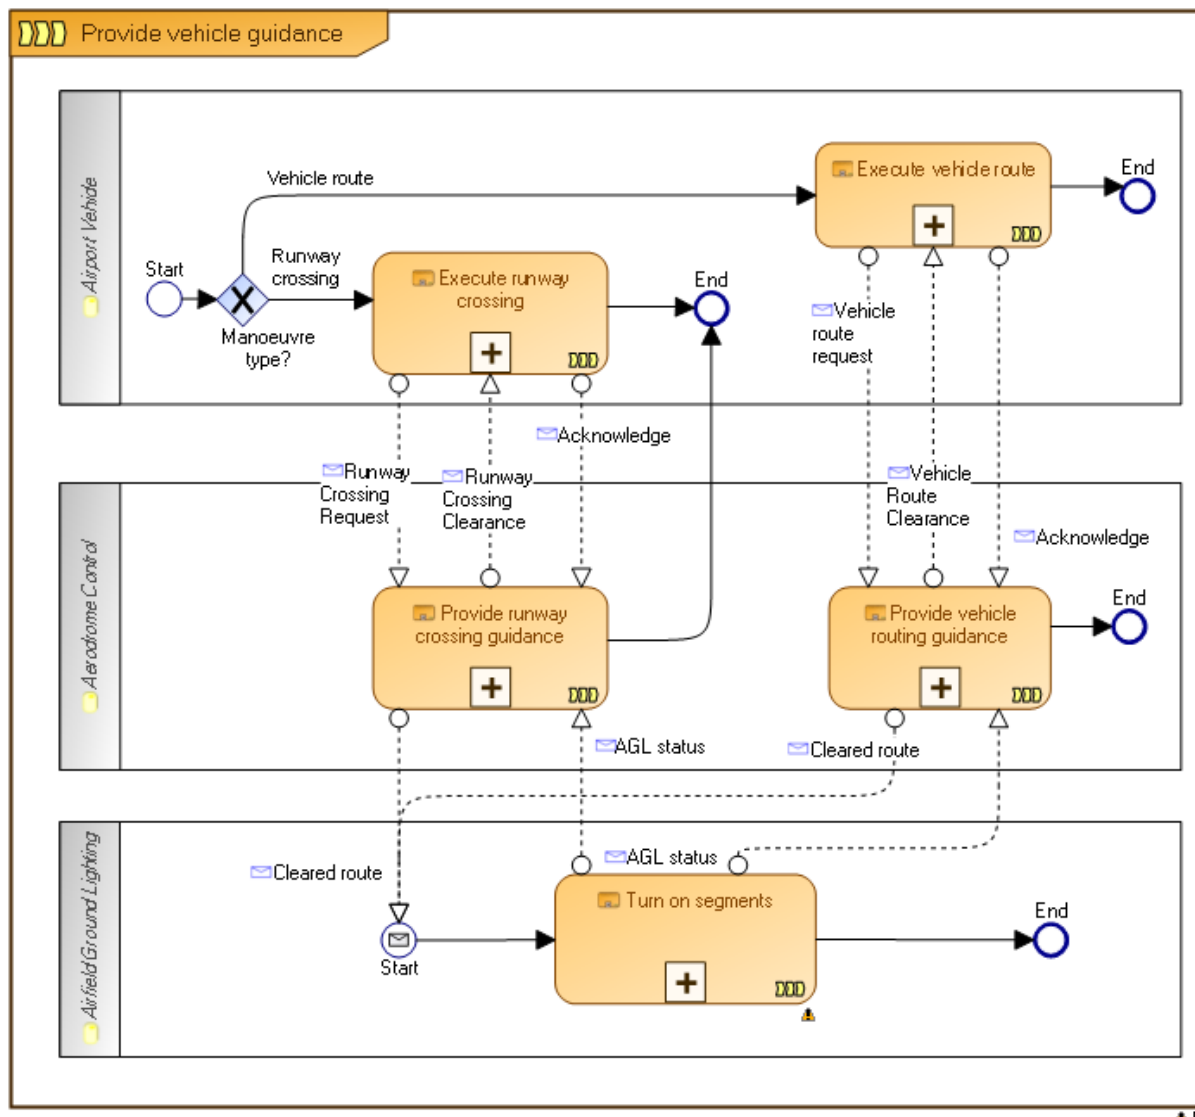 Provide vehicle guidance
Airport Vehicle
Start
Manoeuvre
type?
Vehicle route
Runway
crossing
Execute runway
crossing
End
Execute vehicle route
End
Vehicle
route
request
Acknowledge
Runway
Crossing
Request
Runway
Crossing
Clearance
Vehicle
Route
Clearance
Acknowledge
Aerodrome Control
Provide runway
crossing guidance
Provide vehicle
routing guidance
End
AGL status
Cleared route
Airfield Ground Lighting
Cleared route
AGL status
Start
Turn on segments
End